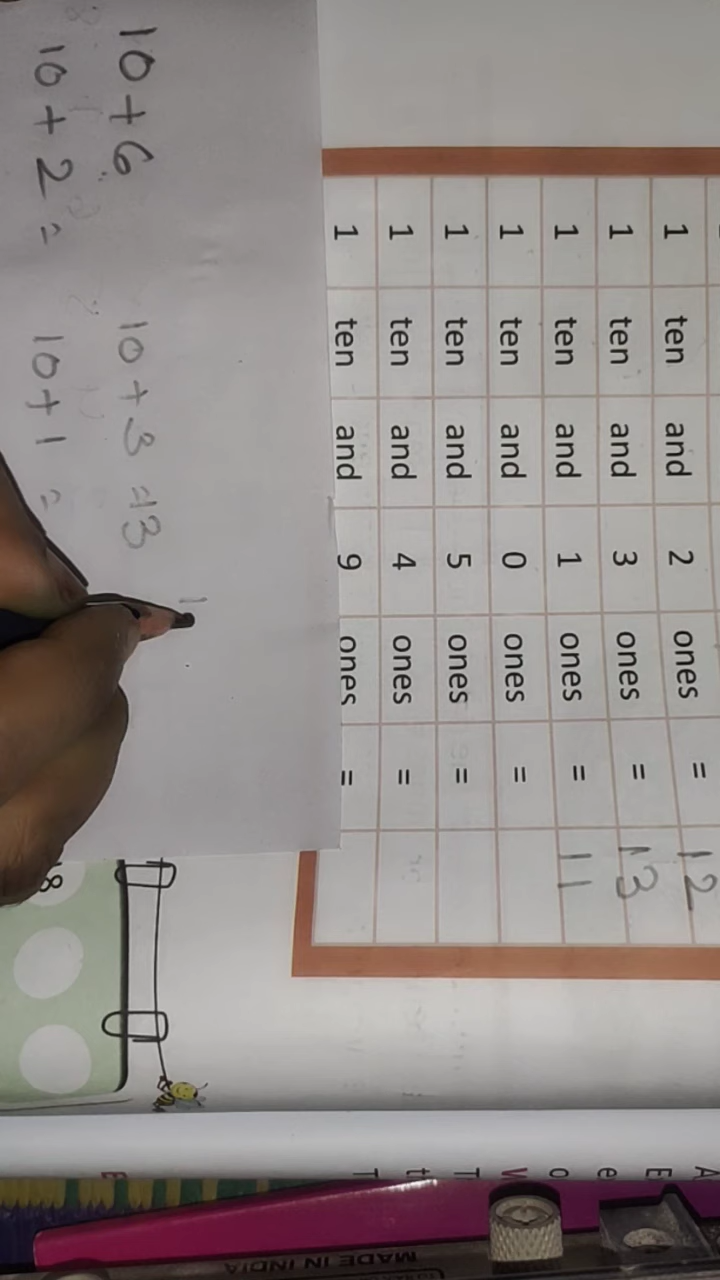 1 ten and 2 ones = 12
1 ten and 3 ones = 13
1 ten and 1 ones = 11
1 ten and 0 ones =
1 ten and 5 ones =
1 ten and 4 ones =
1 ten and 9 ones =
10 + 6 10 + 3 = 13
10 + 2 = 10 + 1 =
18
MADE IN INDIA